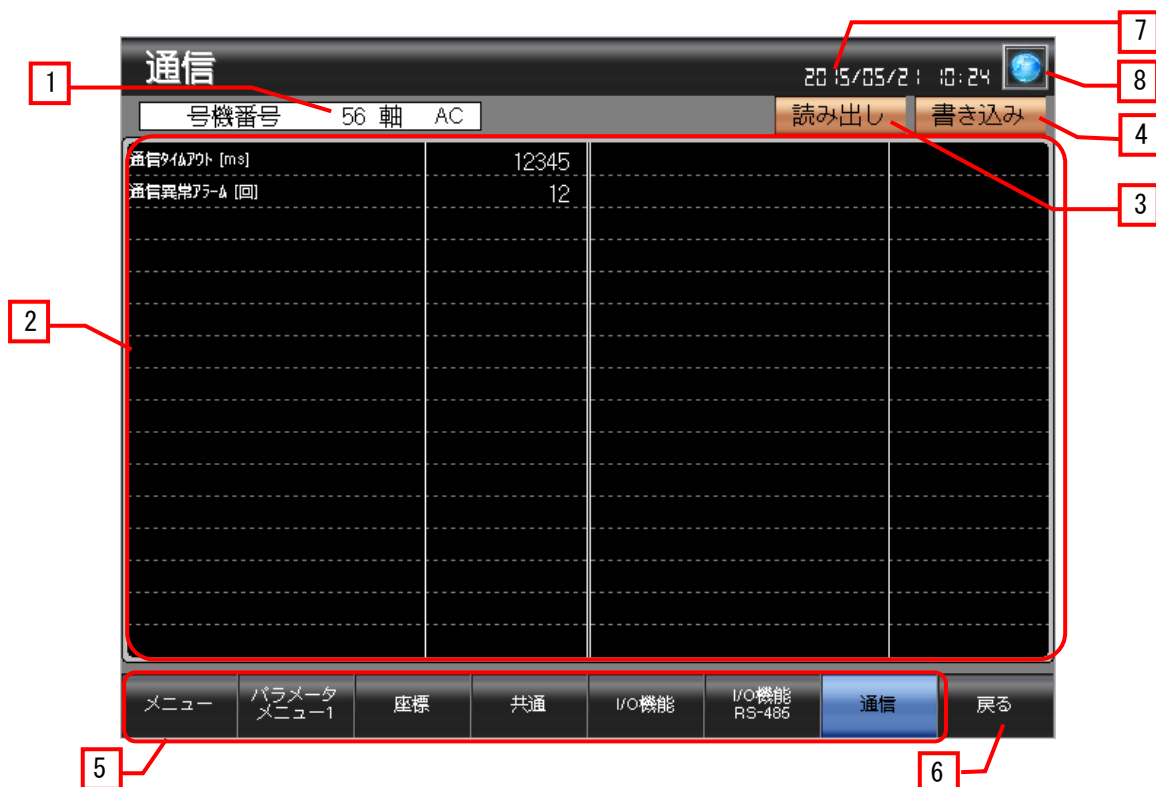 7
通信
2015/05/21 10:24
8
1
号機番号 56 軸 AC
読み出し
書き込み
4
通信ﾀｲﾑｱｳﾄ [ms] 12345
通信異常ｱﾗｰﾑ [回] 12
3
2
メニュー
パラメータ
メニュー1
座標
共通
I/O機能
I/O機能
RS-485
通信
戻る
5
6